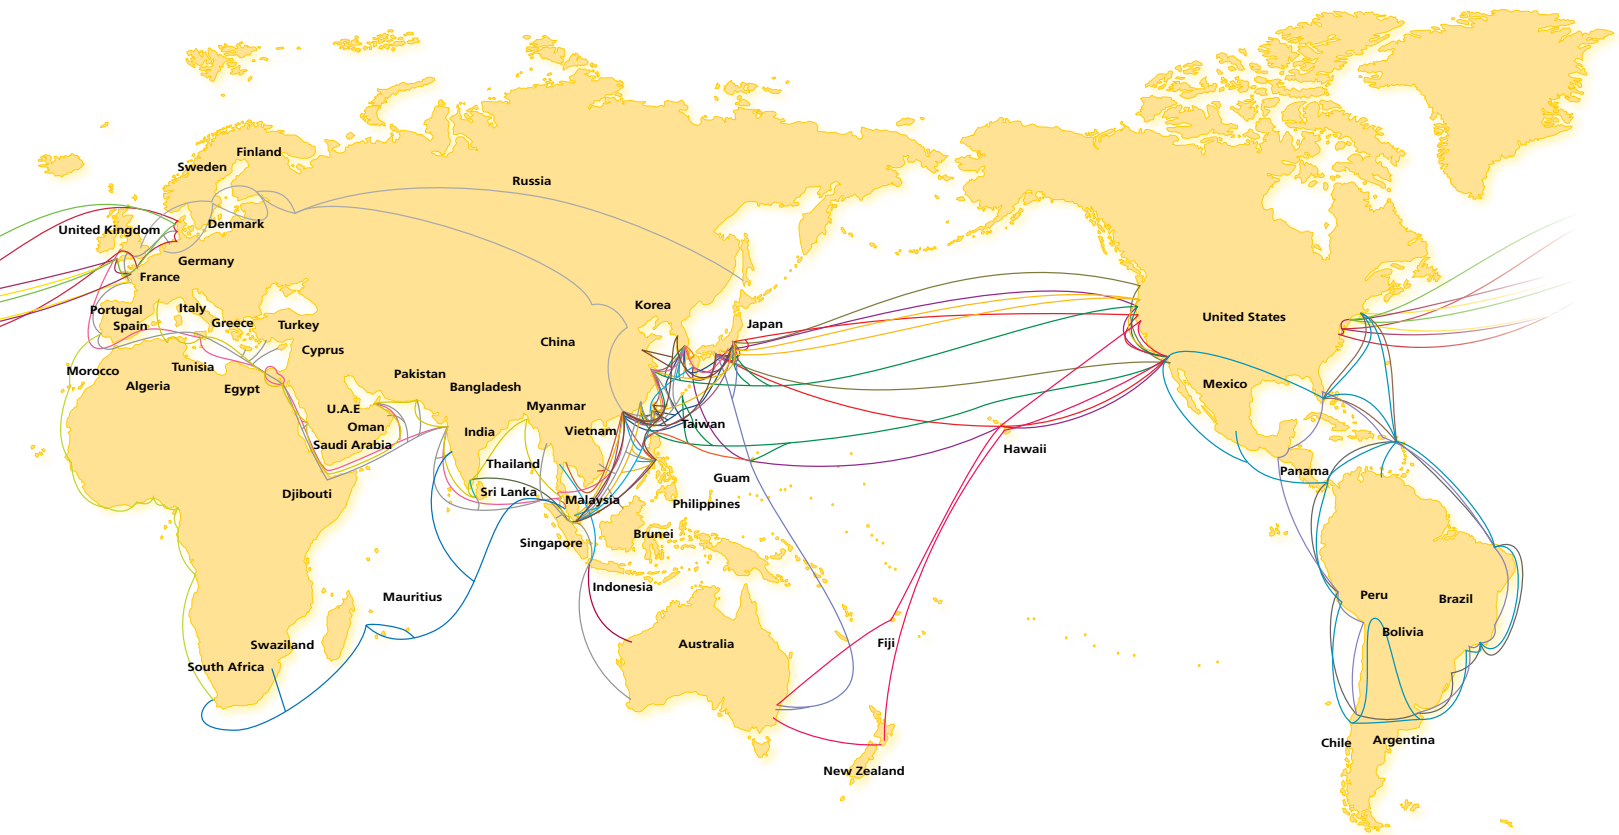 Finland
Sweden
Russia
Denmark
United Kingdom
Germany
France
Portugal
Italy
Spain
Greece
Turkey
Cyprus
Morocco
Tunisia
Algeria
Egypt
Korea
Japan
China
Pakistan
Bangladesh
U.A.E
Myanmar
Oman
Vietnam
Taiwan
India
Saudi Arabia
Thailand
Guam
Sri Lanka
Malaysia
Djibouti
Philippines
Brunei
Singapore
Indonesia
Mauritius
Australia
Fiji
Swaziland
South Africa
New Zealand
United States
Mexico
Hawaii
Panama
Peru
Brazil
Bolivia
Chile
Argentina